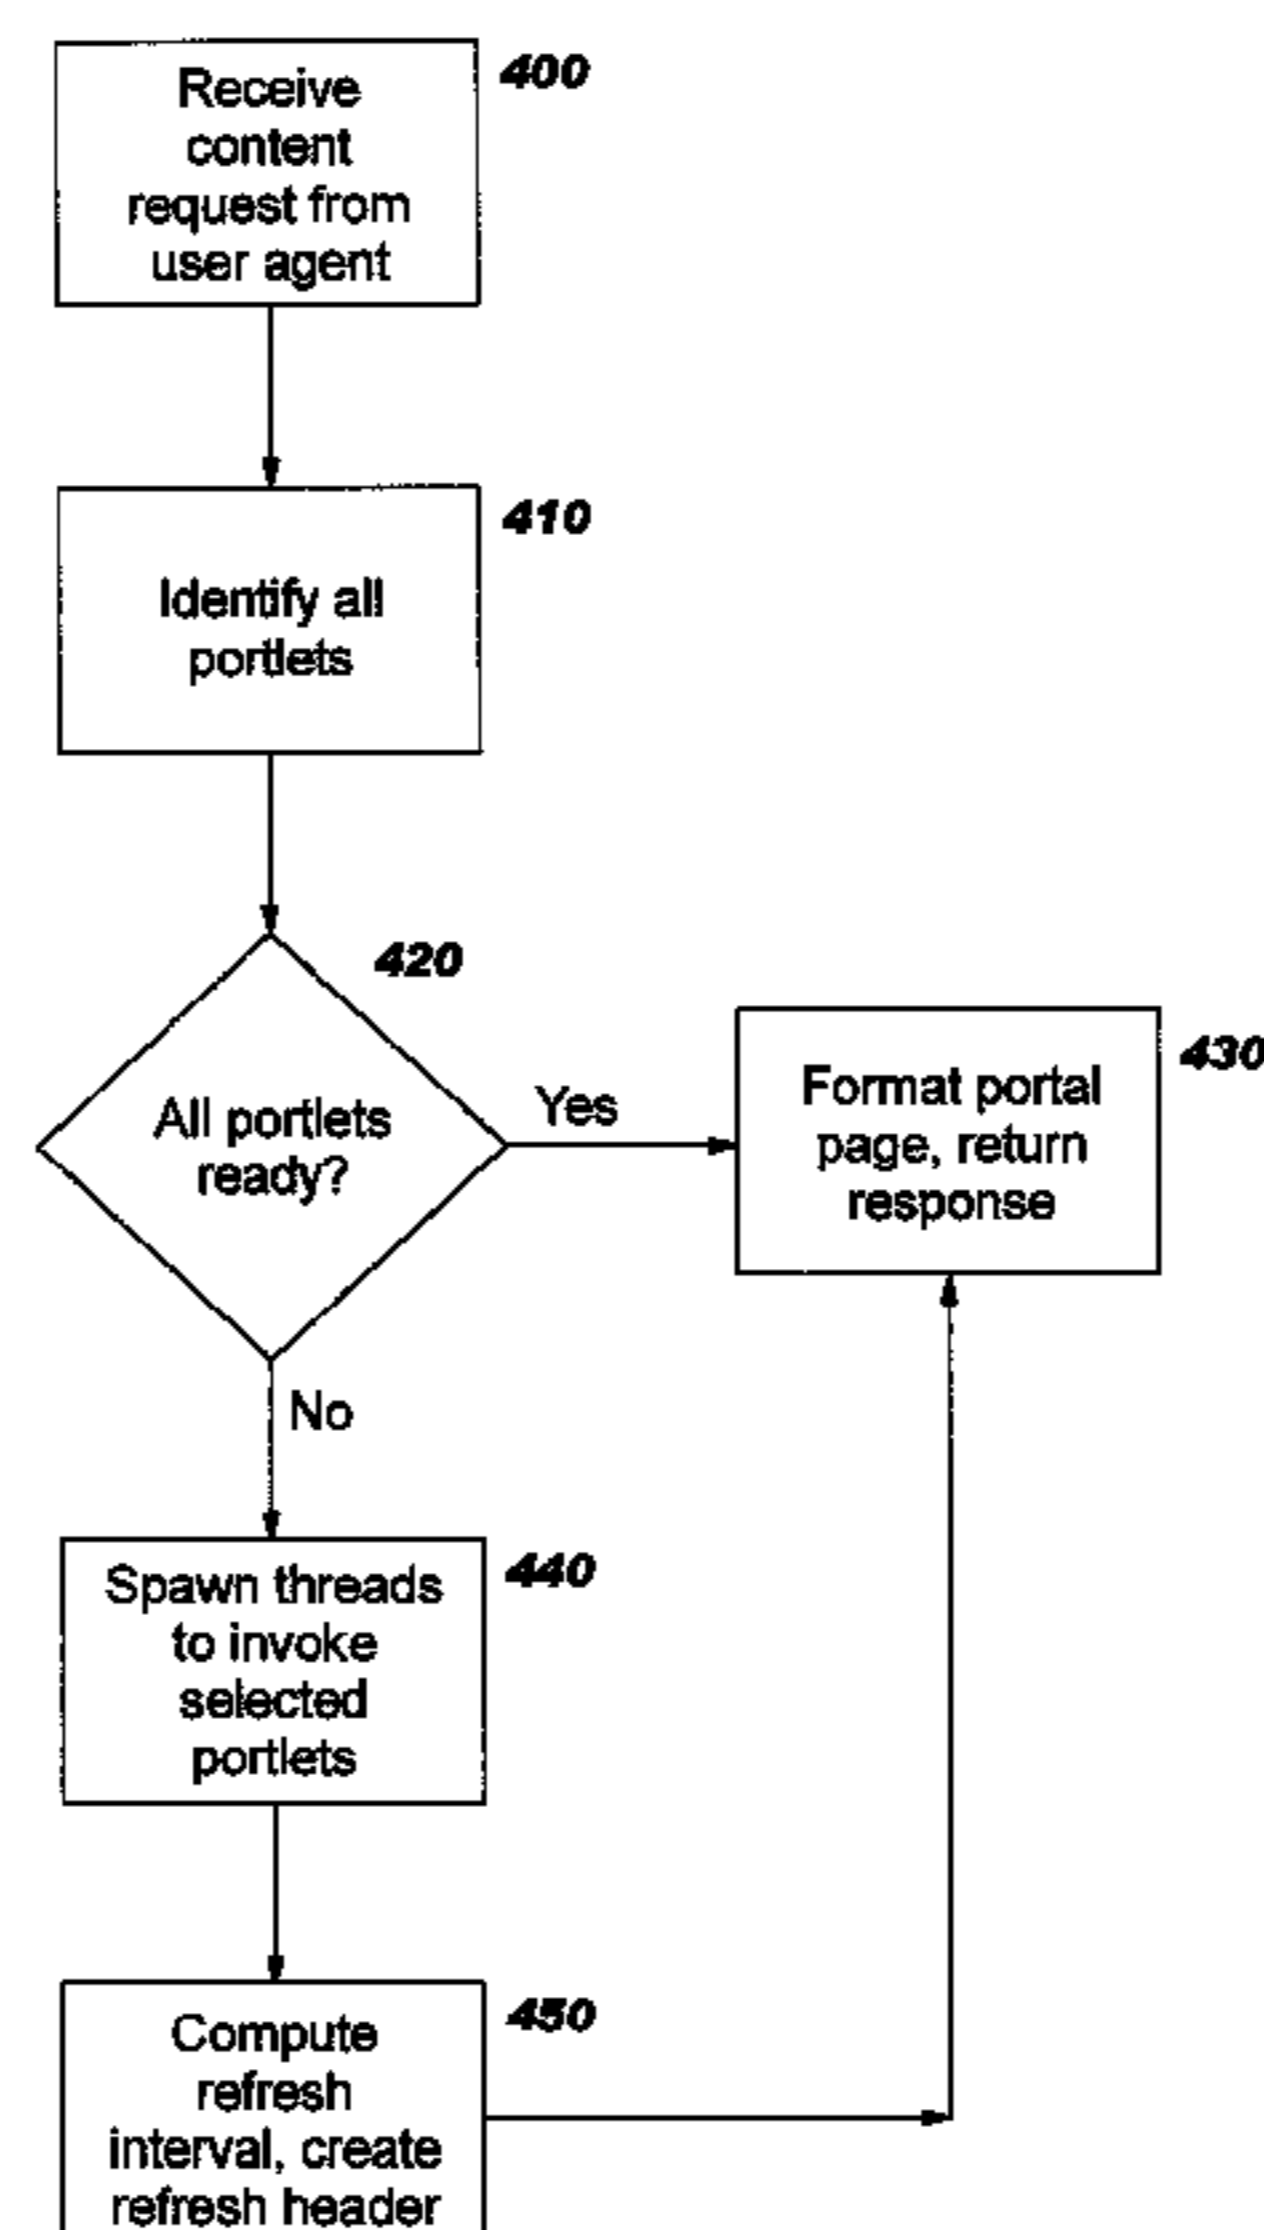 Receive
content
request from
user agent
400
Identify all
portlets
410
420
All portlets
ready?
Yes
Format portal
page, return
response
430
No
Spawn threads
to invoke
selected
portlets
440
Compute
refresh
interval, create
refresh header
450